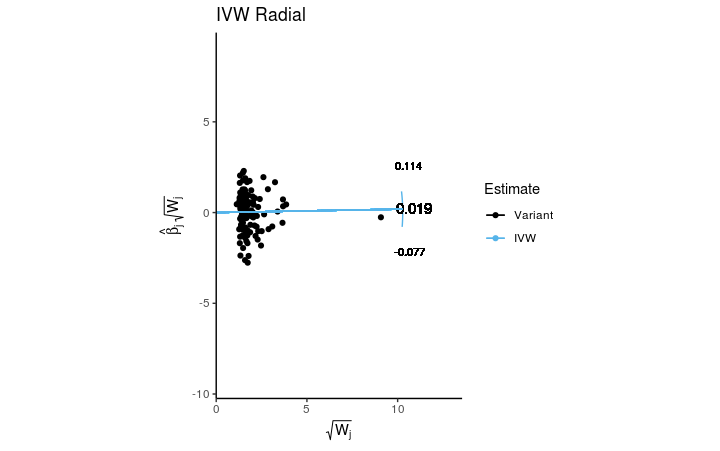 IVW Radial
5
0
-5
-10
β̂j√Wj
0.114
0.019
-0.077
0
5
10
√Wj
Estimate
Variant
IVW